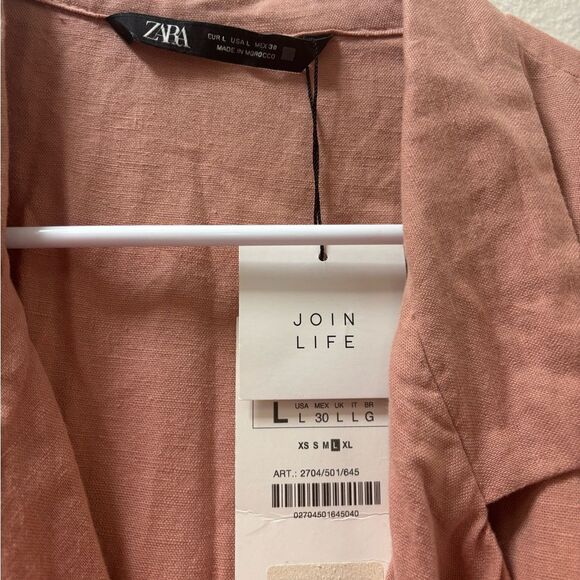 ZARA
EUR L USA L MEX 30
MADE IN MOROCCO
JOIN
LIFE
USA MEX UK IT BR
L L 30 L L G
XS S M L XL
ART.: 2704/501/645
02704501645040